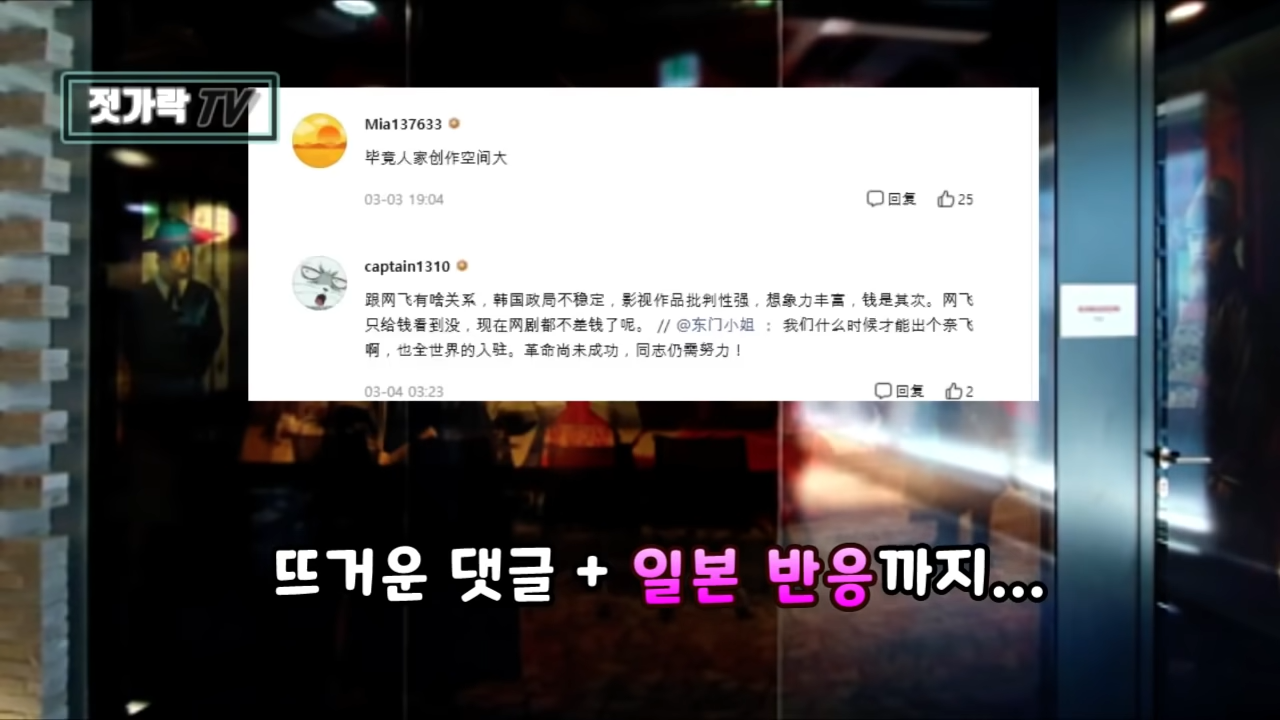 젓가락 TV
Mia137633
毕竟人家创作空间大
03-03 19:04
回复 25
captain1310
跟网飞有啥关系，韩国政局不稳定，影视作品批判性强，想象力丰富，钱是其次。网飞
只给钱看到没，现在网剧都不差钱了呢。 // @东门小姐 ： 我们什么时候才能出个奈飞
啊，也全世界的入驻。革命尚未成功，同志仍需努力！
03-04 03:23
回复 2
뜨거운 댓글 + 일본 반응까지...